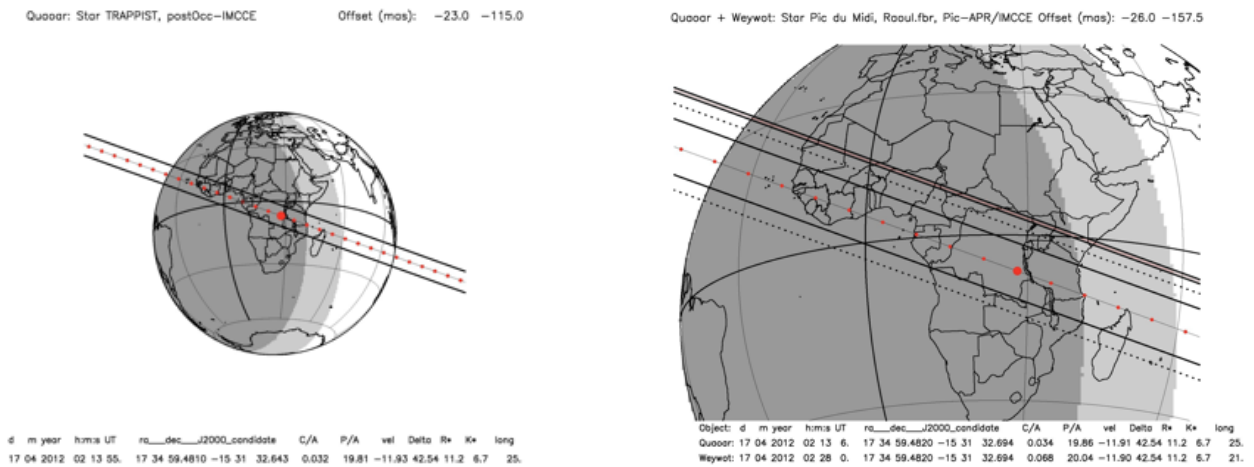 Quaoar: Star TRAPPIST, postOcc-IMCCE Offset (mas): -23.0 -115.0
d m year h:m:s UT ra___dec___J2000_candidate C/A P/A vel Delta R* K* long
17 04 2012 02 13 55. 17 34 59.4810 -15 31 32.643 0.032 19.81 -11.93 42.54 11.2 6.7 25.
Quaoar + Weywot: Star Pic du Midi, Raoul.fbr, Pic-APR/IMCCE Offset (mas): -26.0 -157.5
Object: d m year h:m:s UT ra___dec___J2000_candidate C/A P/A vel Delta R* K* long
Quaoar: 17 04 2012 02 13 6. 17 34 59.4820 -15 31 32.694 0.034 19.86 -11.91 42.54 11.2 6.7 25.
Weywot: 17 04 2012 02 28 0. 17 34 59.4820 -15 31 32.694 0.068 20.04 -11.90 42.54 11.2 6.7 21.